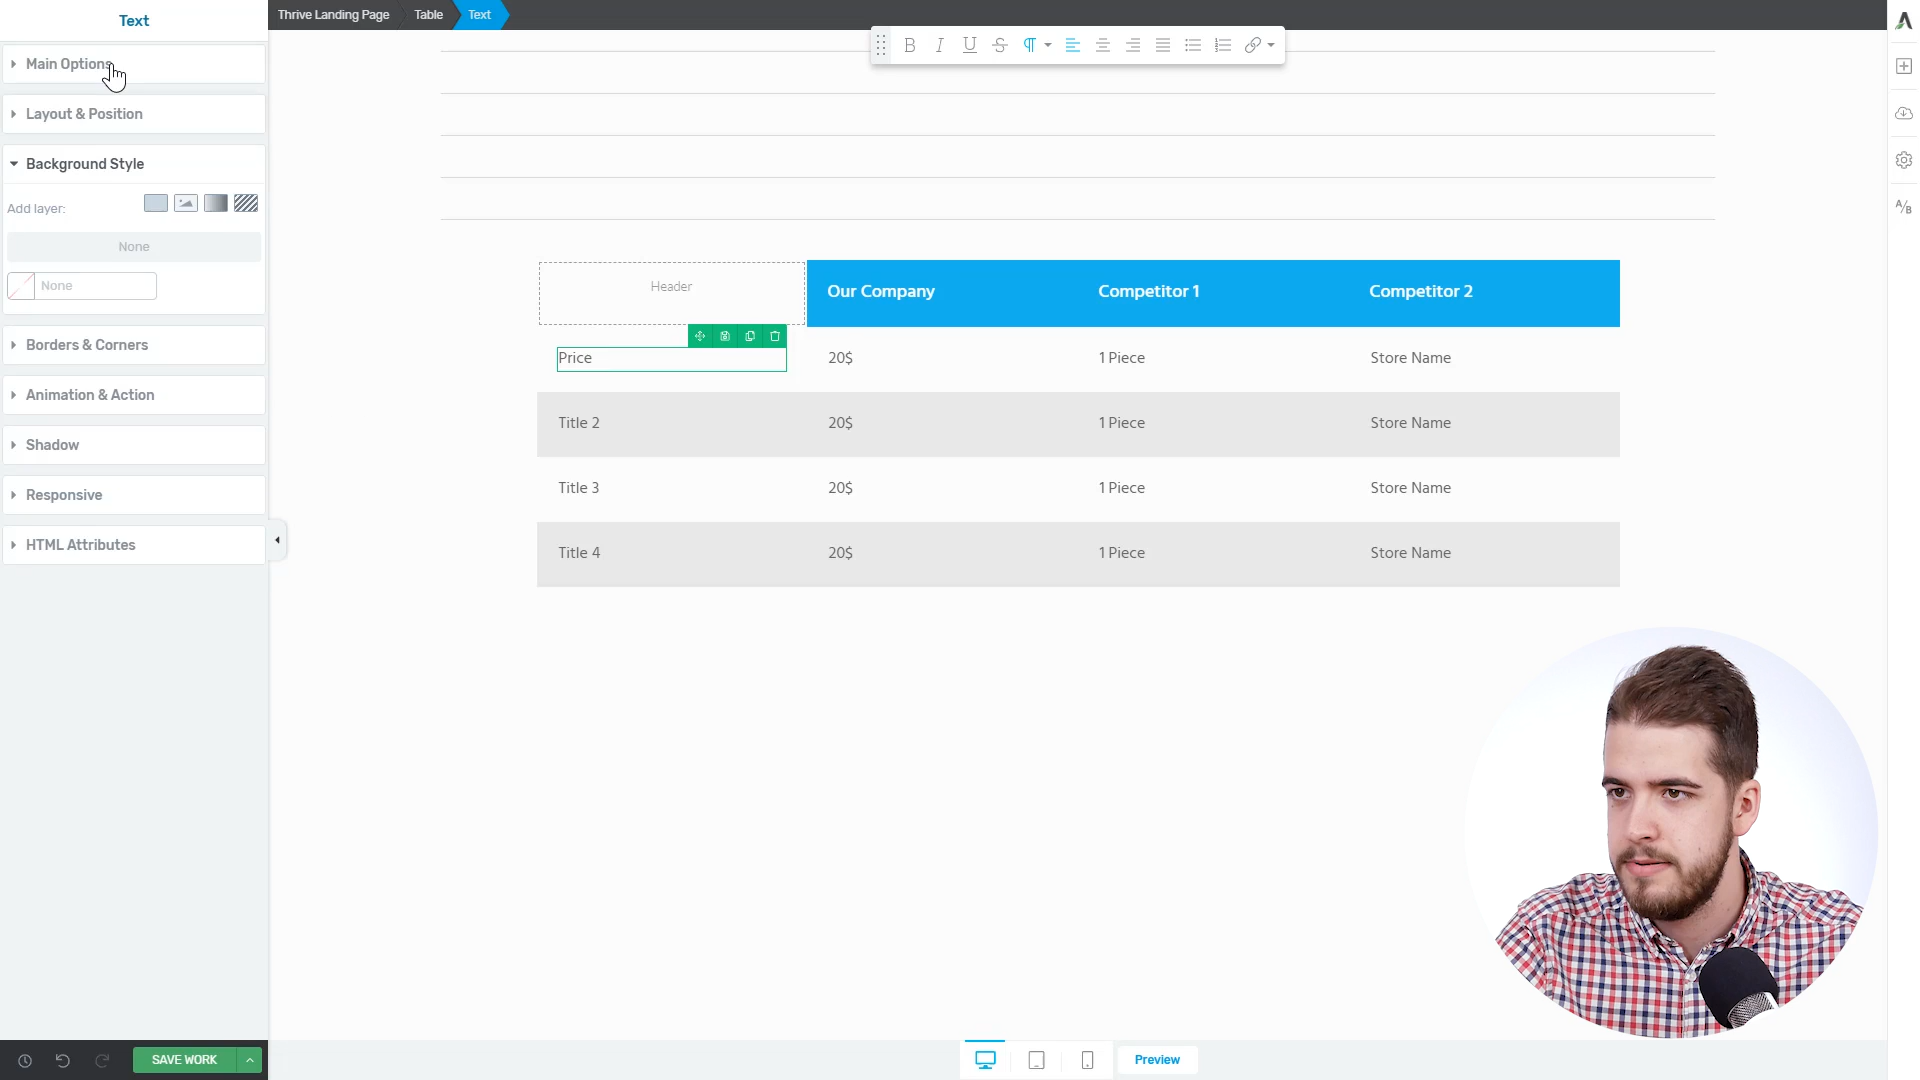 Text
Thrive Landing Page Table Text
Main Options
Layout & Position
Background Style
Add layer:
None
None
Borders & Corners
Animation & Action
Shadow
Responsive
HTML Attributes
B I U S
A/B
Header Our Company Competitor 1 Competitor 2
Price 20$ 1 Piece Store Name
Title 2 20$ 1 Piece Store Name
Title 3 20$ 1 Piece Store Name
Title 4 20$ 1 Piece Store Name
SAVE WORK
Preview